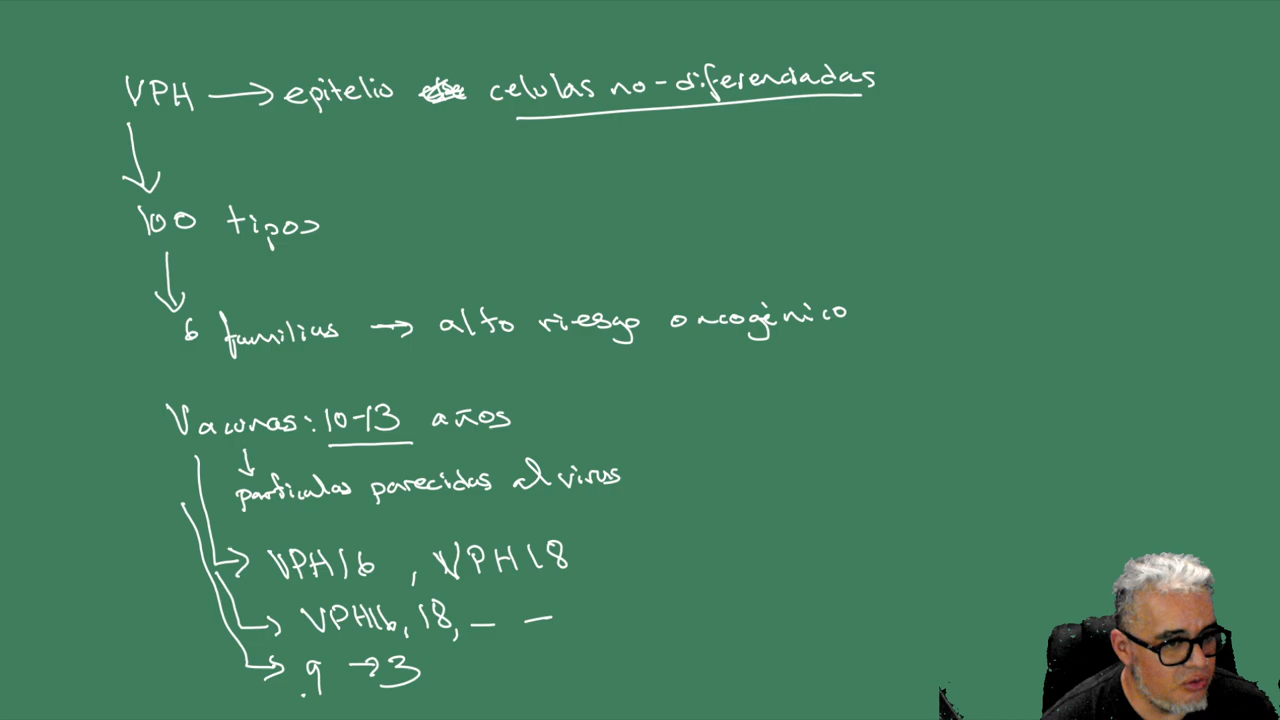 VPH → epitelio celulas no-diferenciadas
↓
100 tipos
↓
6 familias → alto riesgo oncogénico
Vacunas: 10-13 años
↓
particulas parecidas al virus
→ VPH16, VPH18
→ VPH16, 18, _ _
→ 9 → 3